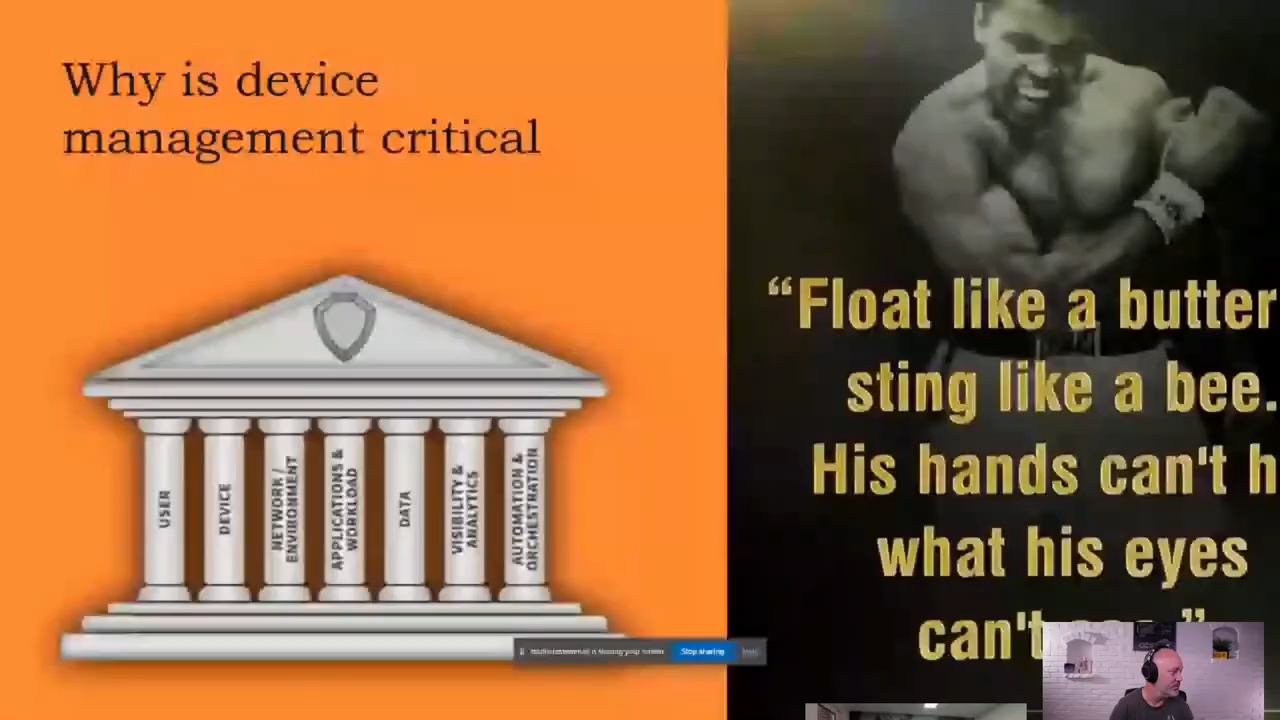 Why is device
management critical
USER
DEVICE
NETWORK /
ENVIRONMENT
APPLICATIONS &
WORKLOAD
DATA
VISIBILITY &
ANALYTICS
AUTOMATION &
ORCHESTRATION
“Float like a butter
sting like a bee.
His hands can't h
what his eyes
can't
Stop sharing